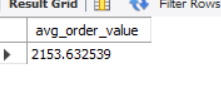 Result Grid Filter Rows
avg_order_value
2153.632539